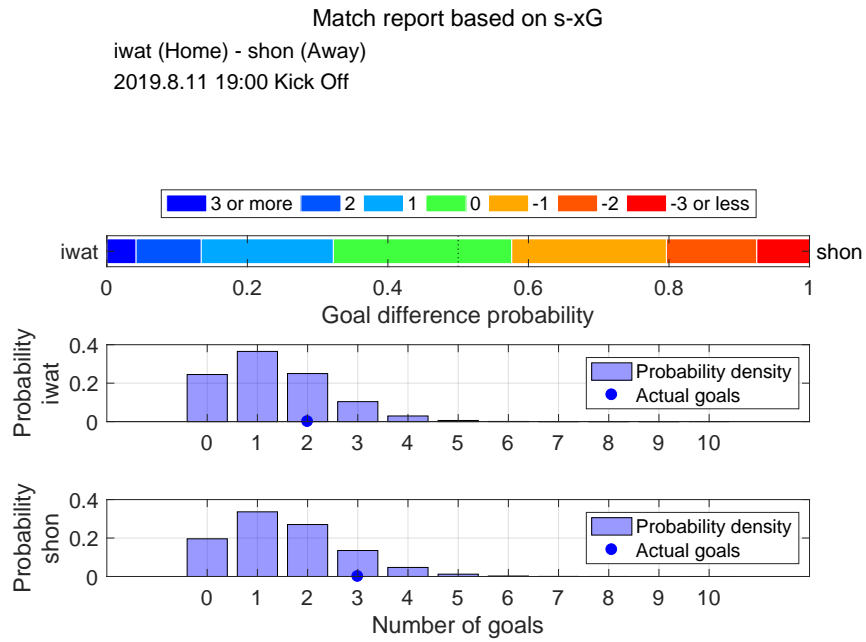 Match report based on s-xG
iwat (Home) - shon (Away)
2019.8.11 19:00 Kick Off
3 or more 2 1 0 -1 -2 -3 or less
iwat shon
0 0.2 0.4 0.6 0.8 1
Goal difference probability
Probability
iwat
0.4
0.2
0
Probability density
Actual goals
0 1 2 3 4 5 6 7 8 9 10
Probability
shon
0.4
0.2
0
Probability density
Actual goals
0 1 2 3 4 5 6 7 8 9 10
Number of goals